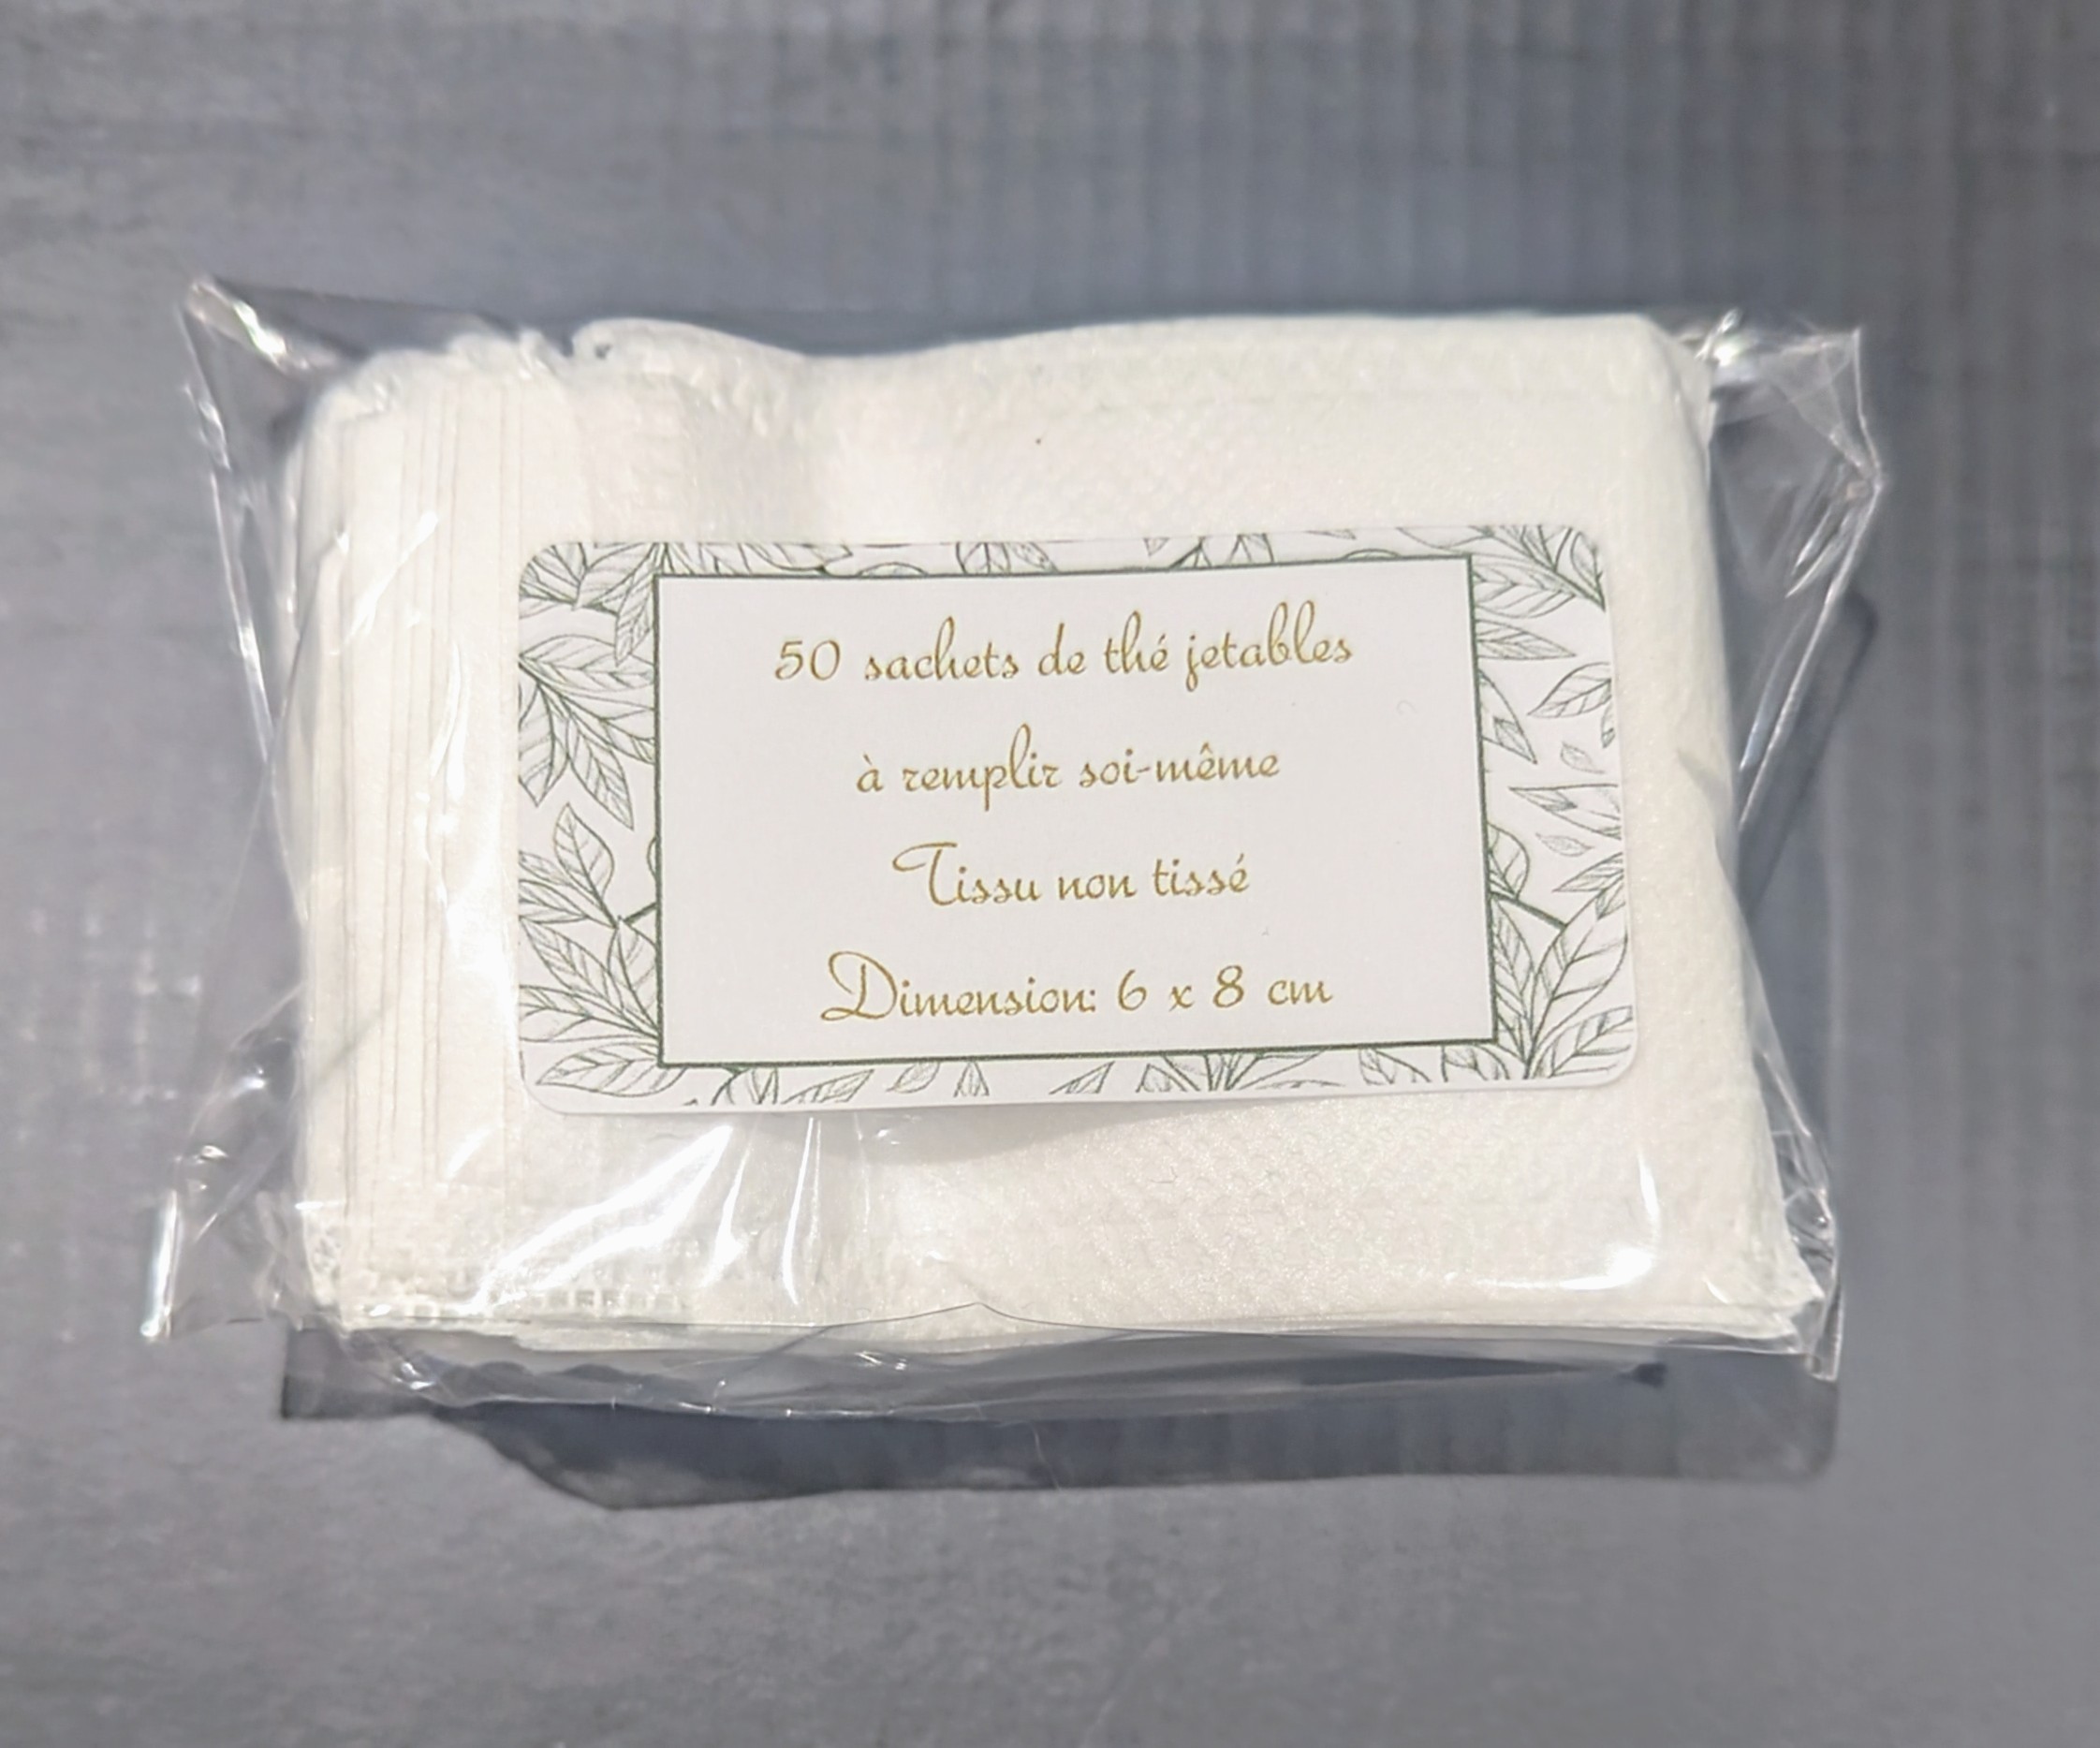 50 sachets de thé jetables
à remplir soi-même
Tissu non tissé
Dimension: 6 x 8 cm